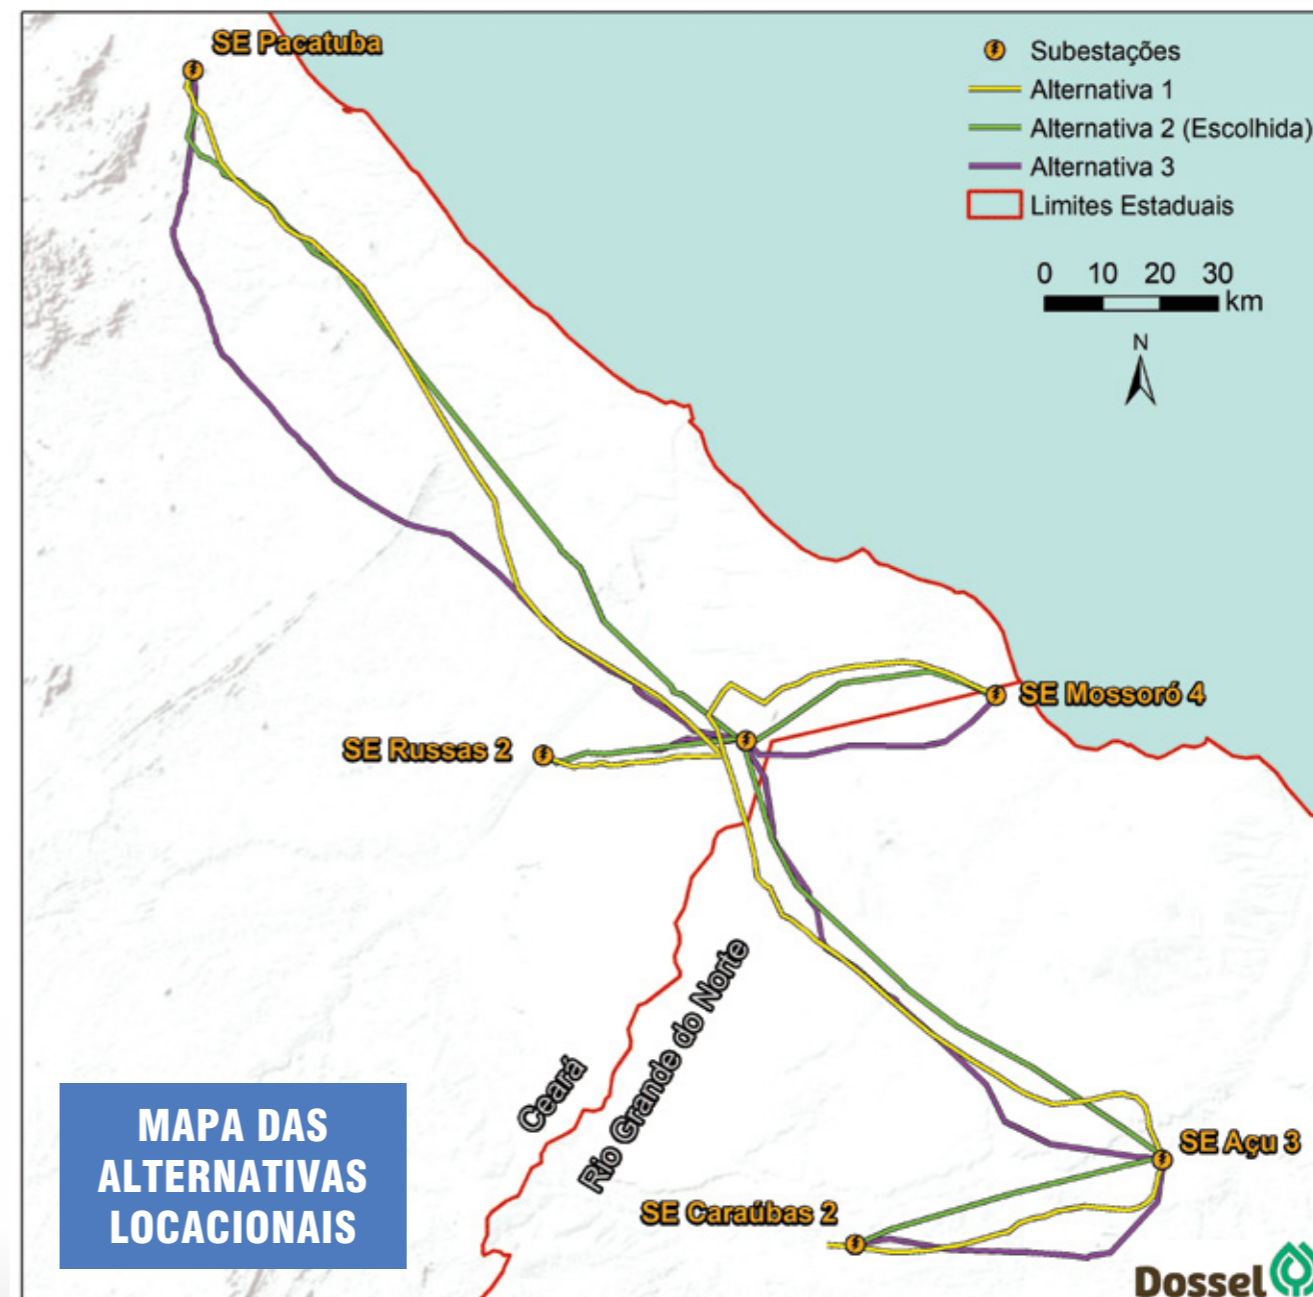 SE Pacatuba
Subestações
Alternativa 1
Alternativa 2 (Escolhida)
Alternativa 3
Limites Estaduais
0 10 20 30
km
N
SE Mossoró 4
SE Russas 2
Ceará
Rio Grande do Norte
SE Açu 3
SE Caraúbas 2
MAPA DAS
ALTERNATIVAS
LOCACIONAIS
Dossel